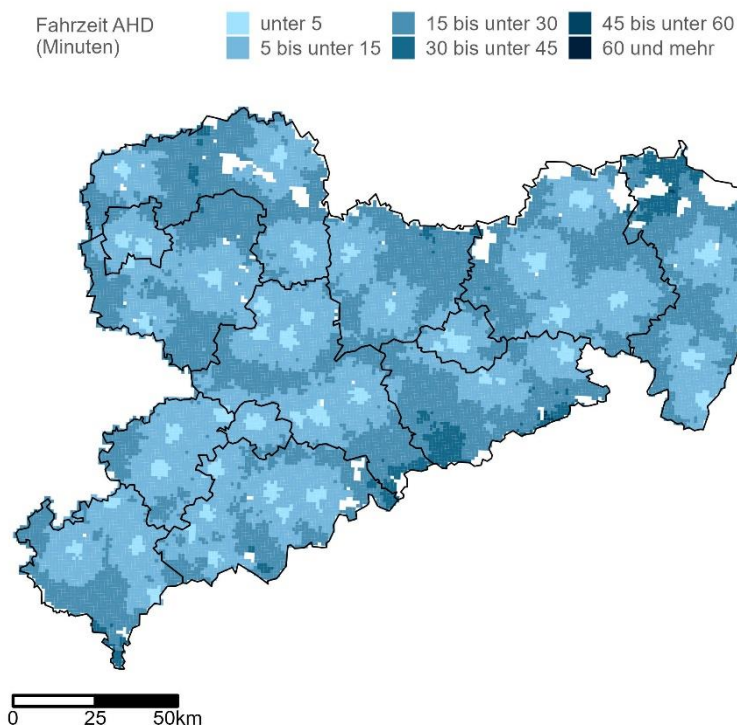 Fahrzeit AHD
(Minuten)
unter 5
5 bis unter 15
15 bis unter 30
30 bis unter 45
45 bis unter 60
60 und mehr
0 25 50km